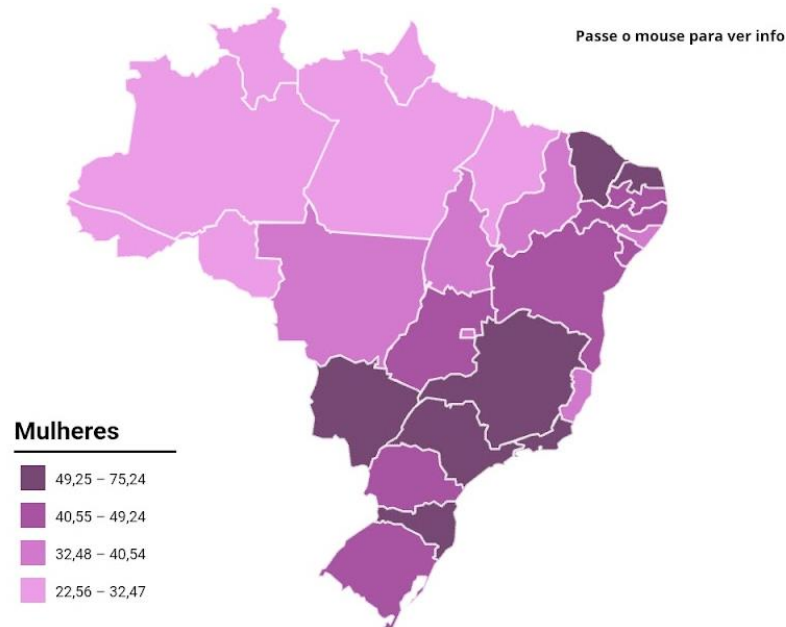 Passe o mouse para ver info
Mulheres
49,25 – 75,24
40,55 – 49,24
32,48 – 40,54
22,56 – 32,47